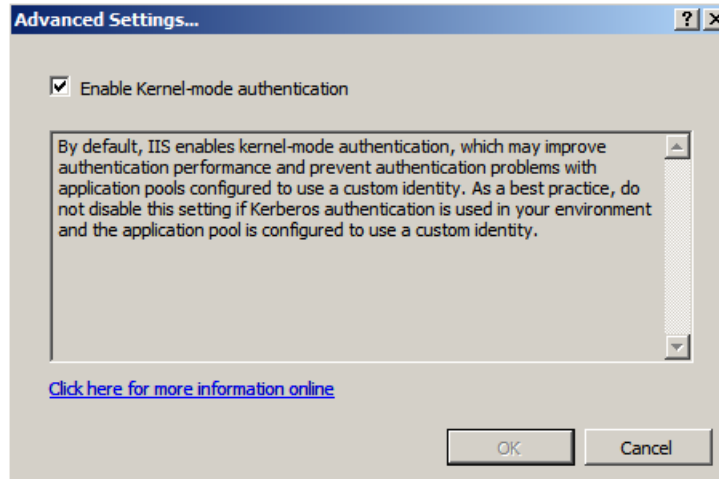 Advanced Settings...
Enable Kernel-mode authentication
By default, IIS enables kernel-mode authentication, which may improve
authentication performance and prevent authentication problems with
application pools configured to use a custom identity. As a best practice, do
not disable this setting if Kerberos authentication is used in your environment
and the application pool is configured to use a custom identity.
Click here for more information online
OK
Cancel